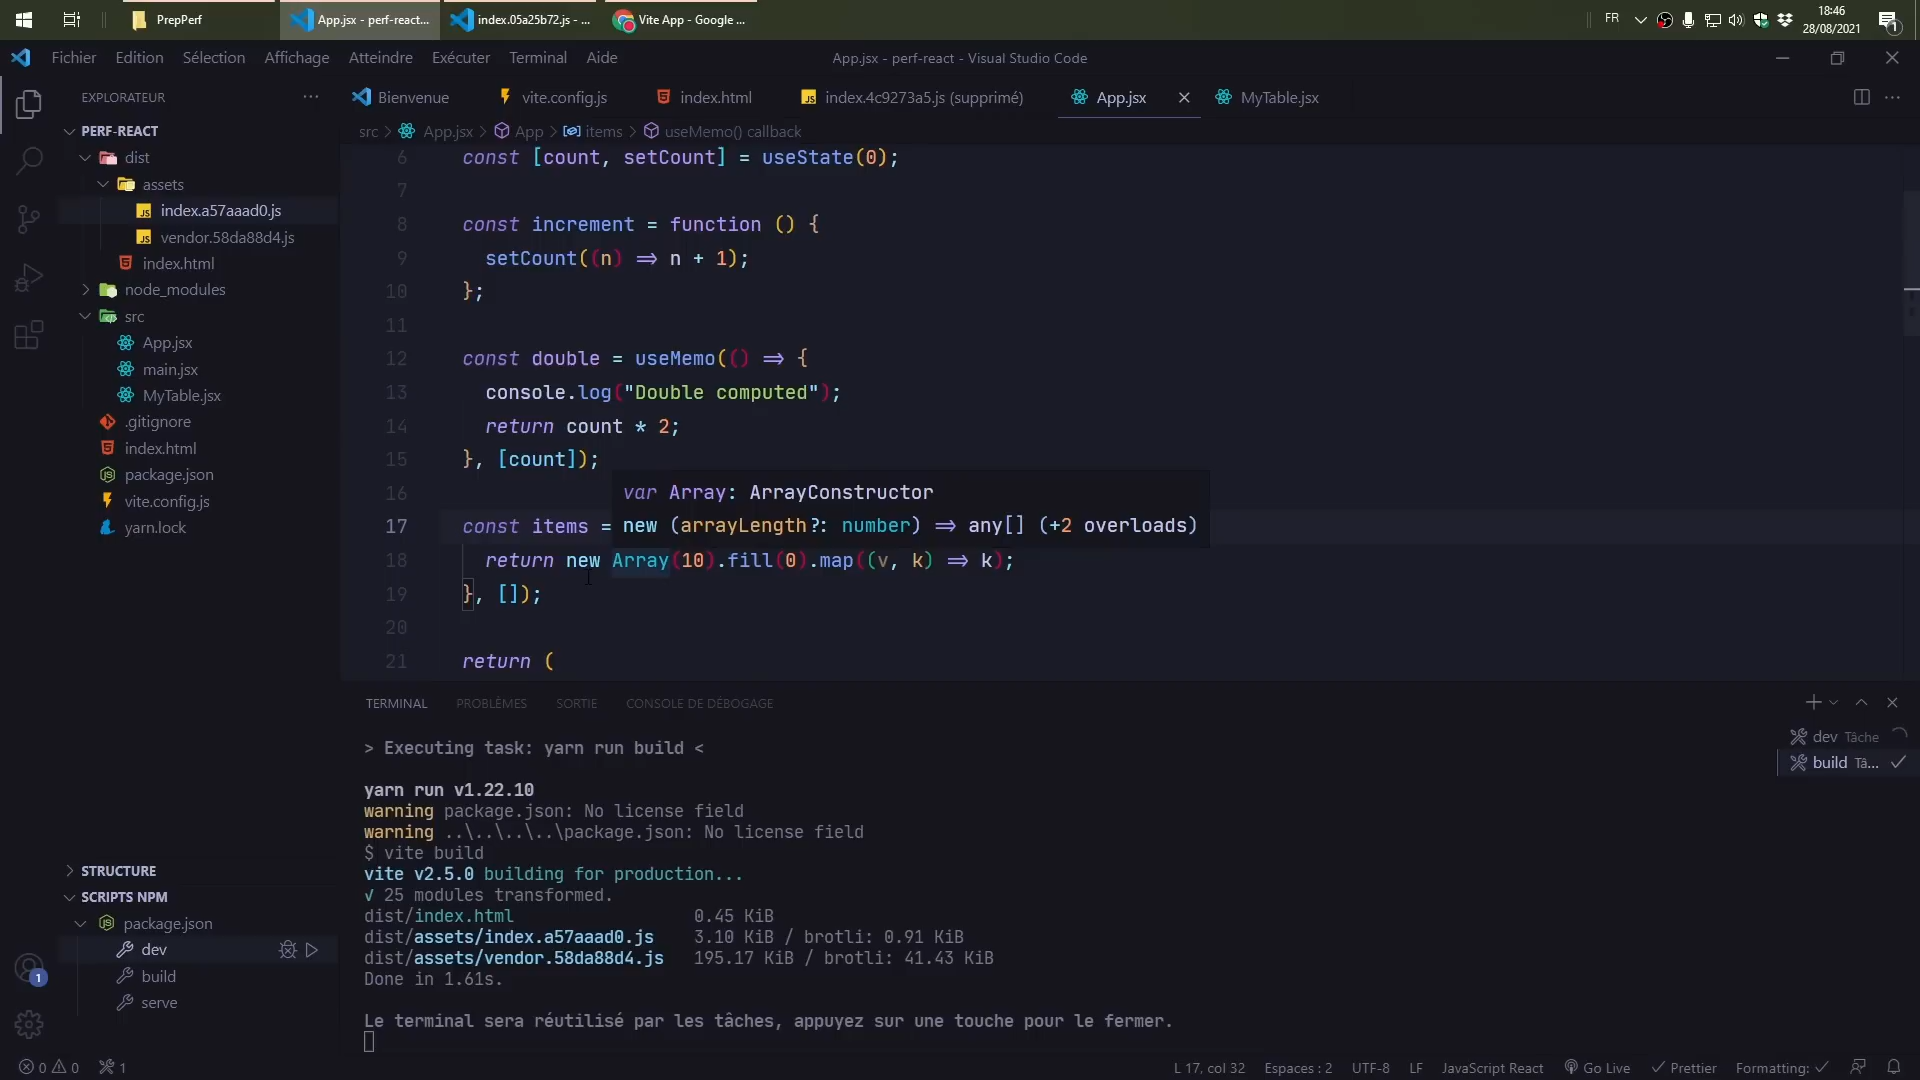 PrepPerf
App.jsx - perf-react...
index.05a25b72.js - ...
Vite App - Google ...
FR
18:46
28/08/2021
1
Fichier Edition Sélection Affichage Atteindre Exécuter Terminal Aide
App.jsx - perf-react - Visual Studio Code
EXPLORATEUR
PERF-REACT
dist
assets
index.a57aaad0.js
vendor.58da88d4.js
index.html
node_modules
src
App.jsx
main.jsx
MyTable.jsx
.gitignore
index.html
package.json
vite.config.js
yarn.lock
STRUCTURE
SCRIPTS NPM
package.json
dev
build
serve
1
Bienvenue
vite.config.js
index.html
index.4c9273a5.js (supprimé)
App.jsx
MyTable.jsx
src > App.jsx > App > items > useMemo() callback
6 const [count, setCount] = useState(0);
7
8 const increment = function () {
9 setCount((n) => n + 1);
10 };
11
12 const double = useMemo(() => {
13 console.log("Double computed");
14 return count * 2;
15 }, [count]);
16
var Array: ArrayConstructor
17 const items =
new (arrayLength?: number) => any[] (+2 overloads)
18 return new Array(10).fill(0).map((v, k) => k);
19 }, []);
20
21 return (
TERMINAL PROBLÈMES SORTIE CONSOLE DE DÉBOGAGE
dev Tâche
build Tâ...
> Executing task: yarn run build <
yarn run v1.22.10
warning package.json: No license field
warning ..\..\..\..\package.json: No license field
$ vite build
vite v2.5.0 building for production...
√ 25 modules transformed.
dist/index.html 0.45 KiB
dist/assets/index.a57aaad0.js 3.10 KiB / brotli: 0.91 KiB
dist/assets/vendor.58da88d4.js 195.17 KiB / brotli: 41.43 KiB
Done in 1.61s.
Le terminal sera réutilisé par les tâches, appuyez sur une touche pour le fermer.
0 0 1
L 17, col 32 Espaces : 2 UTF-8 LF JavaScript React Go Live Prettier Formatting: ✓